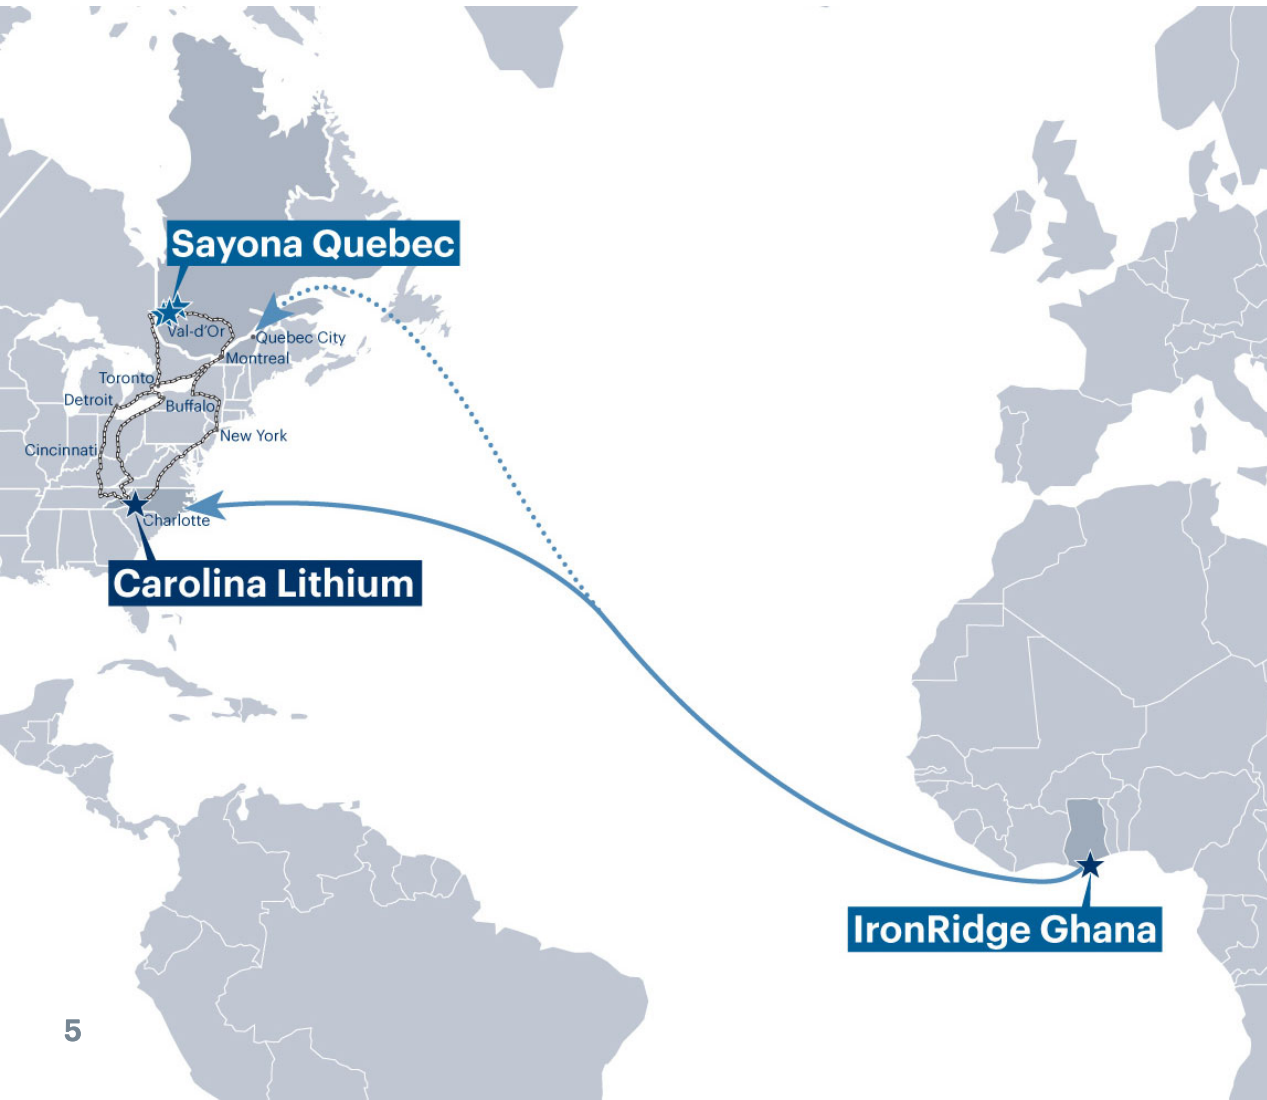 Sayona Quebec
Val-d'Or
Quebec City
Montreal
Toronto
Detroit
Buffalo
New York
Cincinnati
Charlotte
Carolina Lithium
IronRidge Ghana
5